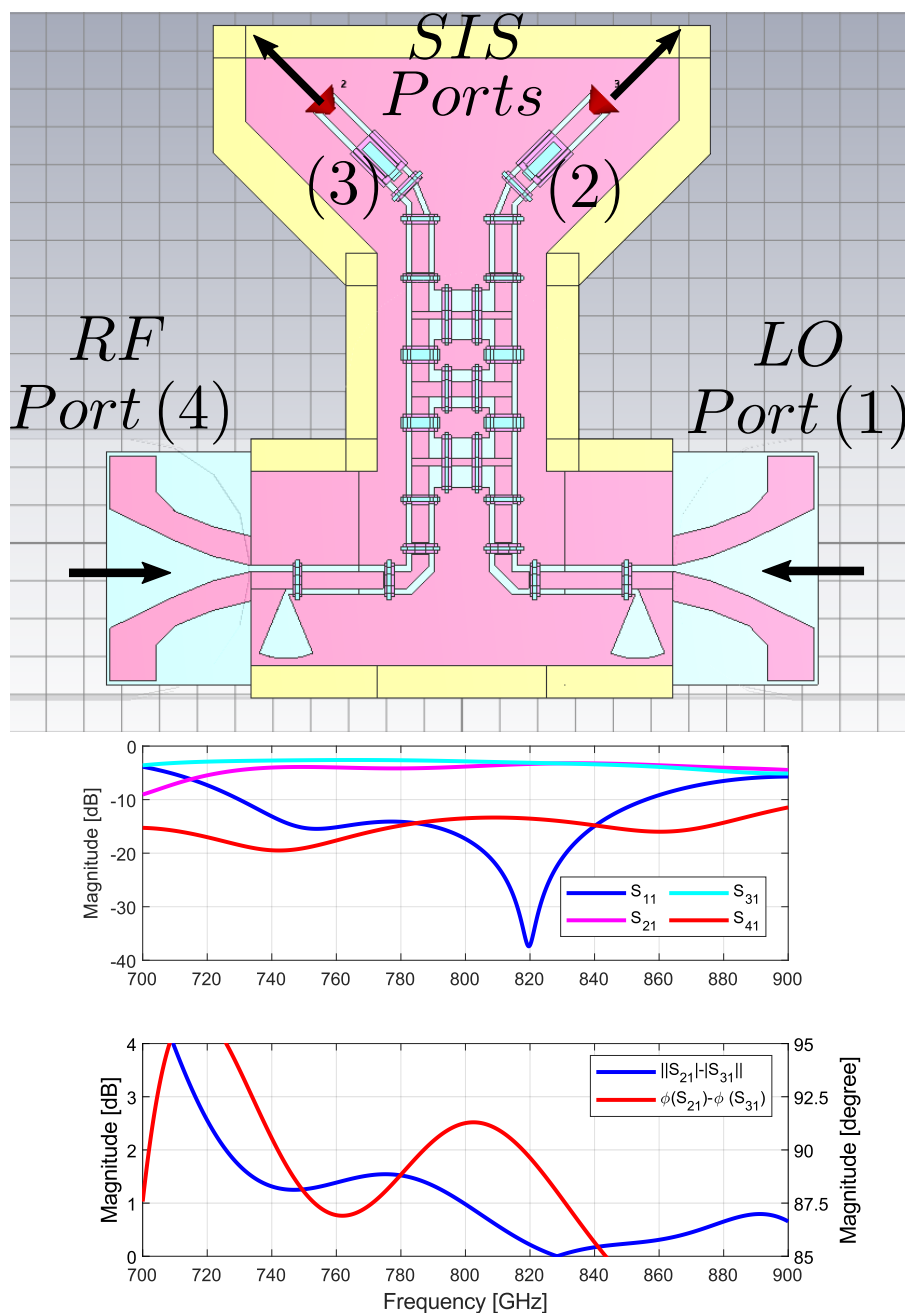 SIS
Ports
2
3
(3)
(2)
RF
Port (4)
LO
Port (1)
0
-10
-20
-30
-40
Magnitude [dB]
S11
S31
S21
S41
700 720 740 760 780 800 820 840 860 880 900
4
3
2
1
0
Magnitude [dB]
||S21|-|S31||
ϕ(S21)-ϕ (S31)
95
92.5
90
87.5
85
Magnitude [degree]
700 720 740 760 780 800 820 840 860 880 900
Frequency [GHz]